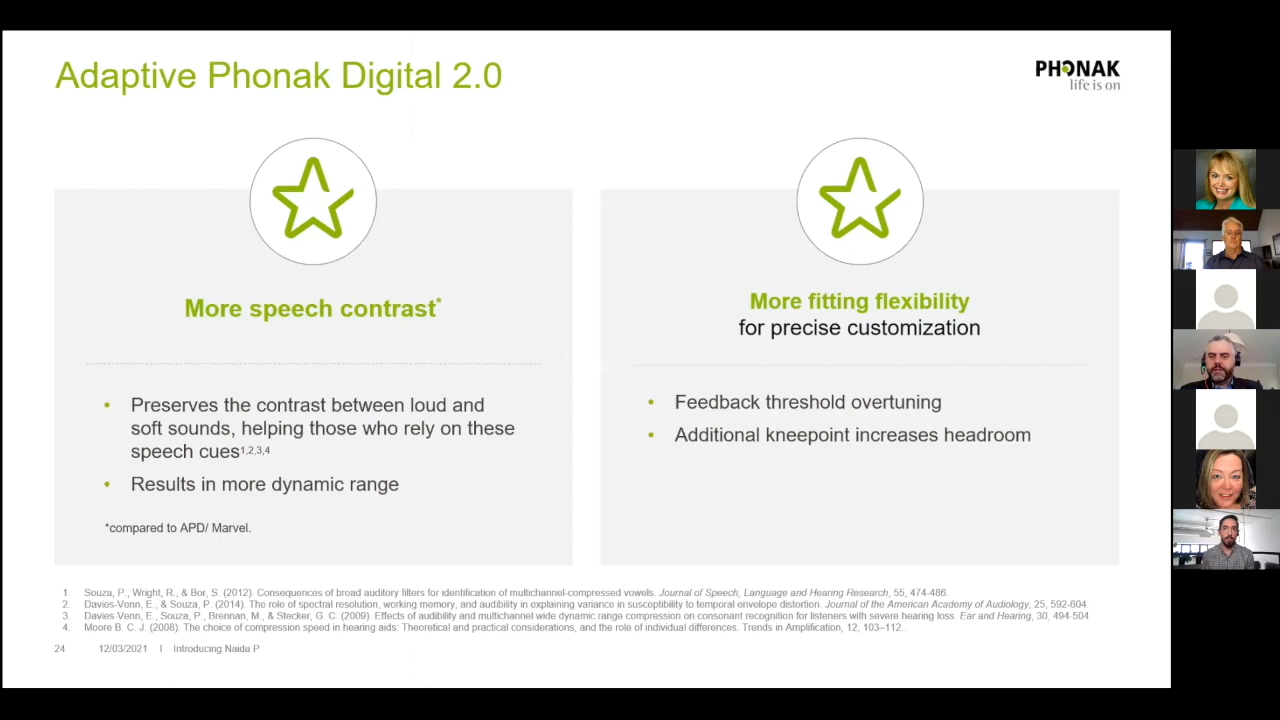 Adaptive Phonak Digital 2.0
PHONAK
life is on
More speech contrast*
Preserves the contrast between loud and
soft sounds, helping those who rely on these
speech cues1,2,3,4
Results in more dynamic range
*compared to APD/ Marvel.
More fitting flexibility
for precise customization
Feedback threshold overtuning
Additional kneepoint increases headroom
1. Souza, P., Wright, R., & Bor, S. (2012). Consequences of broad auditory filters for identification of multichannel-compressed vowels. Journal of Speech, Language and Hearing Research, 55, 474-486.
2. Davies-Venn, E., & Souza, P. (2014). The role of spectral resolution, working memory, and audibility in explaining variance in susceptibility to temporal envelope distortion. Journal of the American Academy of Audiology, 25, 592-604.
3. Davies-Venn, E., Souza, P., Brennan, M., & Stecker, G. C. (2009). Effects of audibility and multichannel wide dynamic range compression on consonant recognition for listeners with severe hearing loss. Ear and Hearing, 30, 494-504
4. Moore B. C. J. (2008). The choice of compression speed in hearing aids: Theoretical and practical considerations, and the role of individual differences. Trends in Amplification, 12, 103–112..
24 12/03/2021 I Introducing Naida P